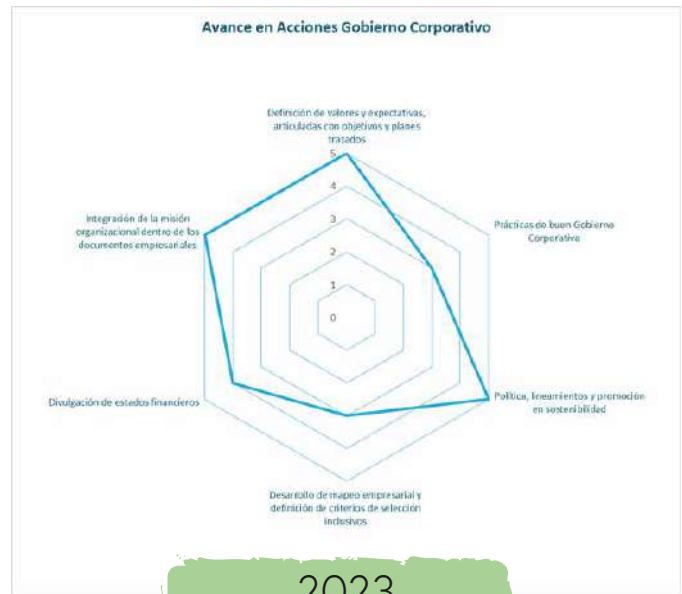 Avance en Acciones Gobierno Corporativo
Definición de valores y expectativas,
articuladas con objetivos y planes
trasados
5
4
3
2
1
0
Prácticas de buen Gobierno
Corporativo
Política, lineamientos y promoción
en sostenibilidad
Desarrollo de mapeo empresarial y
definición de criterios de selección
inclusivos
Divulgación de estados financieros
Integración de la misión
organizacional dentro de los
documentos empresariales
2023